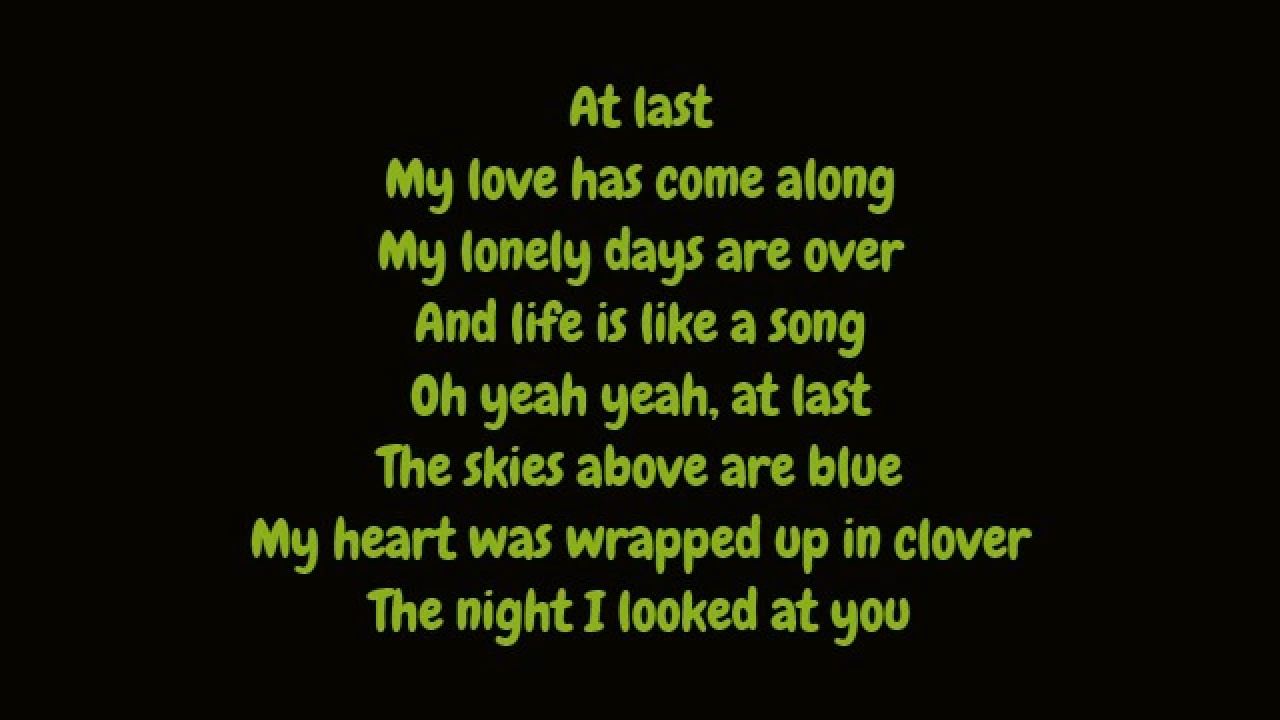 At last
My love has come along
My lonely days are over
And life is like a song
Oh yeah yeah, at last
The skies above are blue
My heart was wrapped up in clover
The night I looked at you